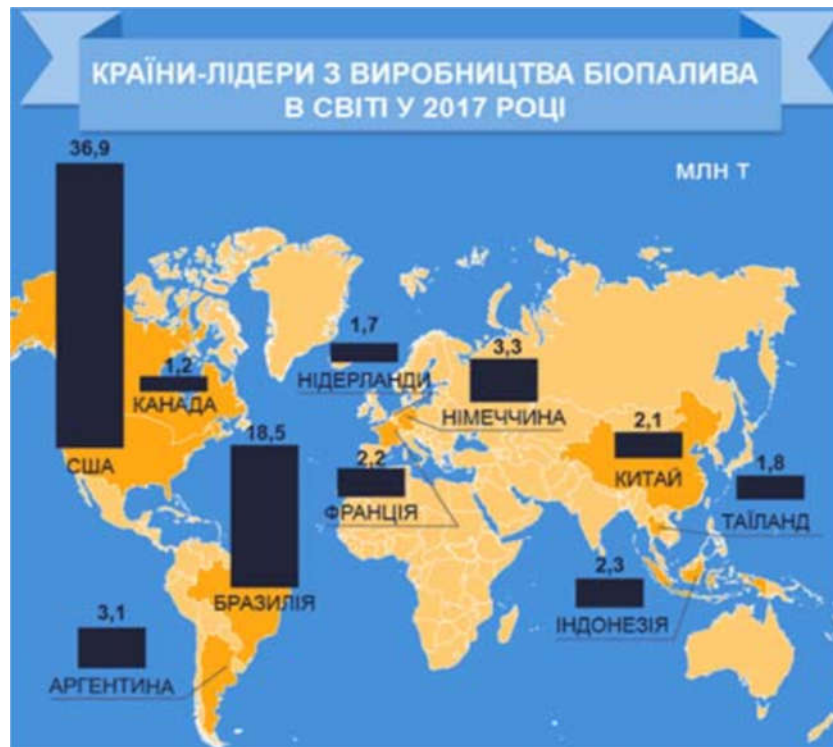 КРАЇНИ-ЛІДЕРИ З ВИРОБНИЦТВА БІОПАЛИВА
В СВІТІ У 2017 РОЦІ
МЛН Т
36,9
США
1,2
КАНАДА
1,7
НІДЕРЛАНДИ
3,3
НІМЕЧЧИНА
18,5
БРАЗИЛІЯ
2,2
ФРАНЦІЯ
2,1
КИТАЙ
1,8
ТАЇЛАНД
2,3
ІНДОНЕЗІЯ
3,1
АРГЕНТИНА